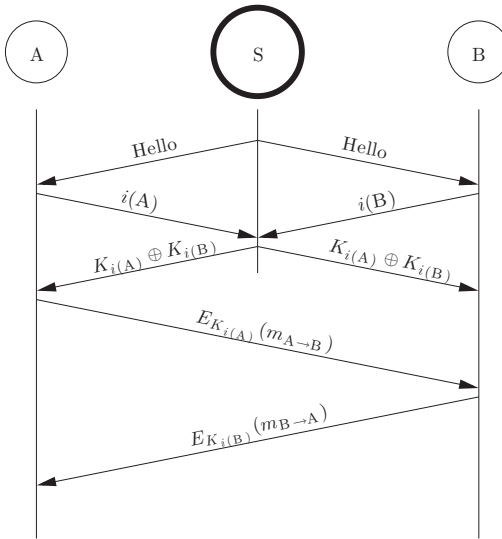 A S B
Hello Hello
i(A) i(B)
K_{i(A)} ⊕ K_{i(B)} K_{i(A)} ⊕ K_{i(B)}
E_{K_{i(A)}}(m_{A→B})
E_{K_{i(B)}}(m_{B→A})